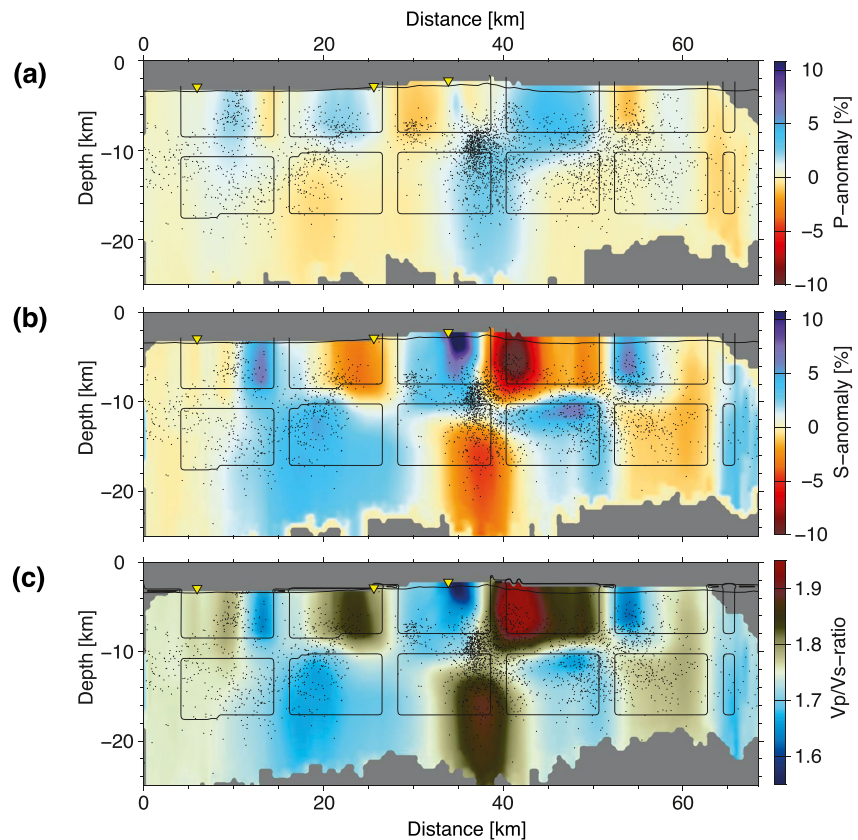 Distance [km]
0 20 40 60
(a)
0
−10
−20
Depth [km]
10
5
0
−5
−10
P−anomaly [%]
(b)
0
−10
−20
Depth [km]
10
5
0
−5
−10
S−anomaly [%]
(c)
0
−10
−20
Depth [km]
1.9
1.8
1.7
1.6
Vp/Vs−ratio
0 20 40 60
Distance [km]